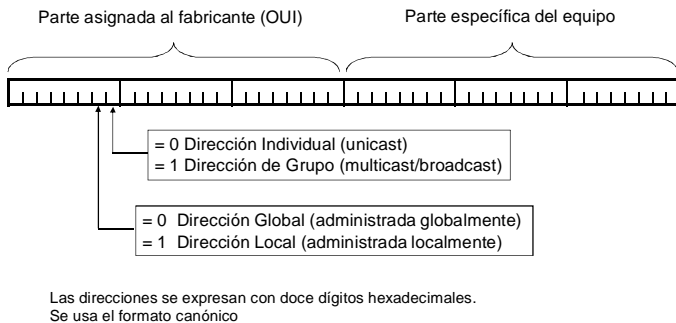 Parte asignada al fabricante (OUI)
Parte específica del equipo
= 0 Dirección Individual (unicast)
= 1 Dirección de Grupo (multicast/broadcast)
= 0 Dirección Global (administrada globalmente)
= 1 Dirección Local (administrada localmente)
Las direcciones se expresan con doce dígitos hexadecimales.
Se usa el formato canónico